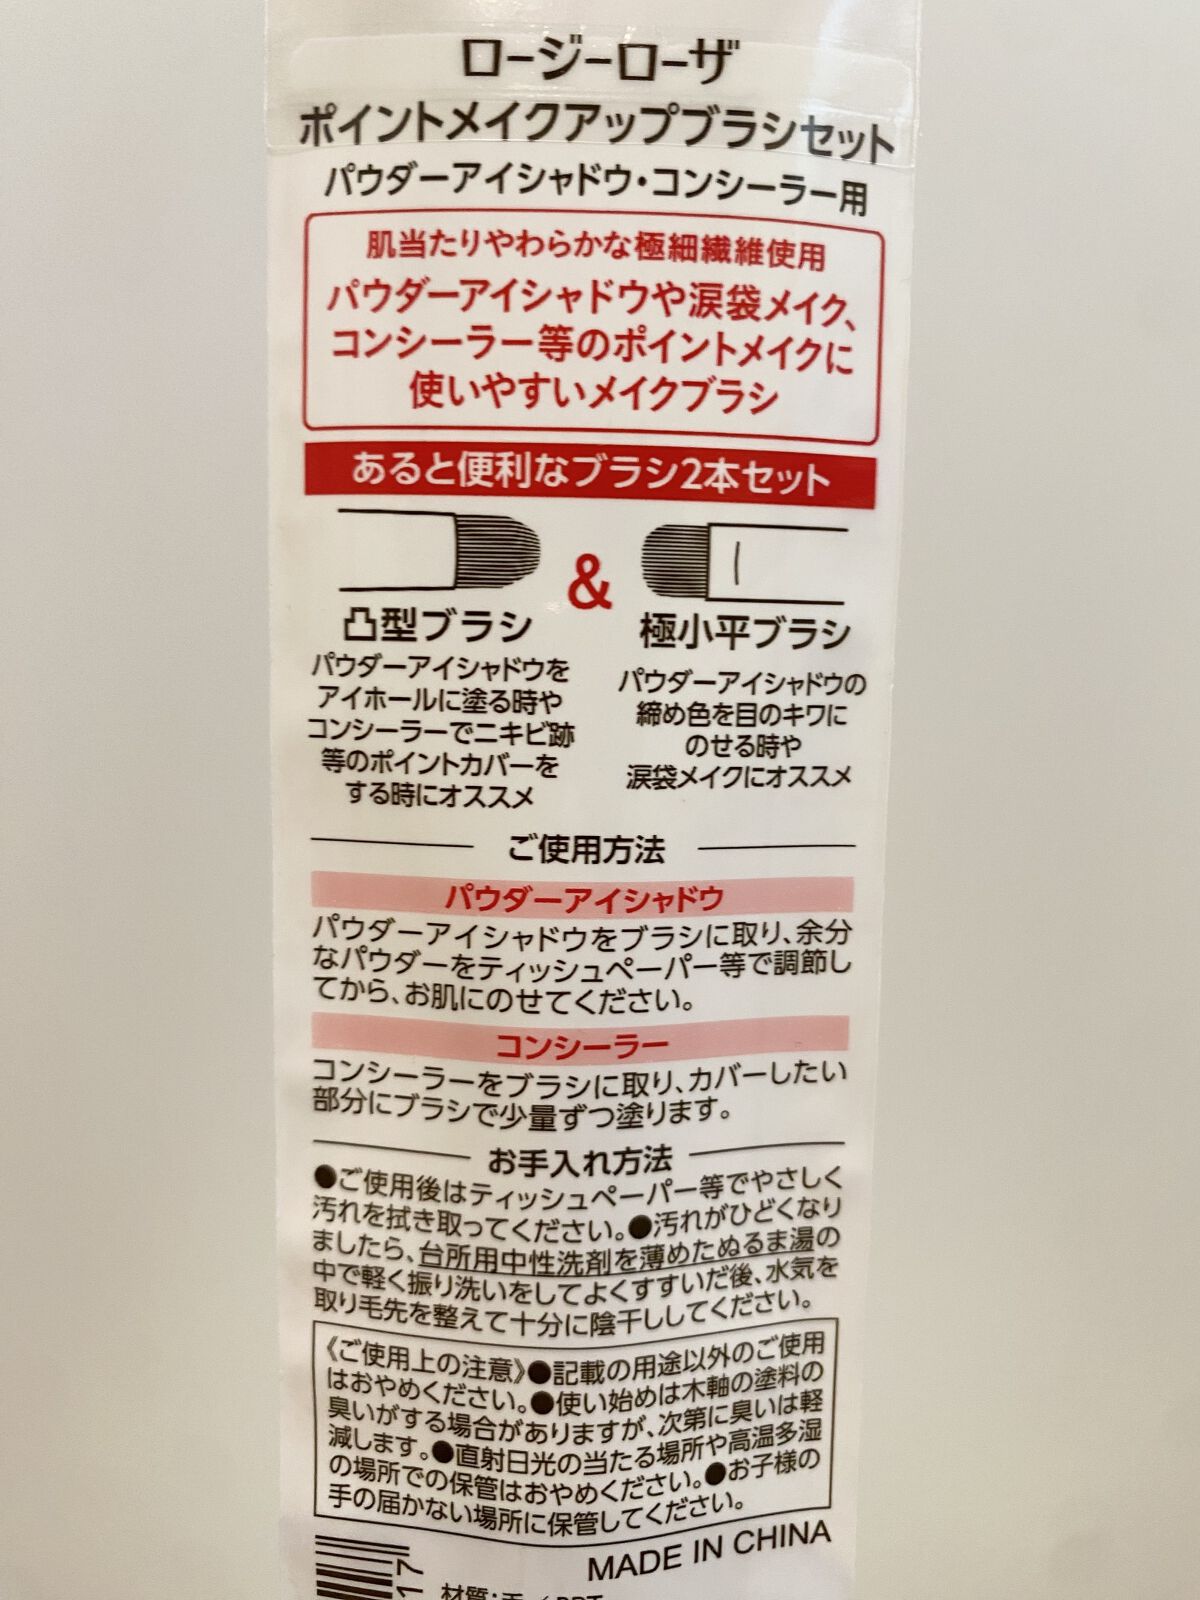 ロージーローザ
ポイントメイクアップブラシセット
パウダーアイシャドウ・コンシーラー用
肌当たりやわらかな極細繊維使用
パウダーアイシャドウや涙袋メイク、
コンシーラー等のポイントメイクに
使いやすいメイクブラシ
あると便利なブラシ2本セット
&
凸型ブラシ
パウダーアイシャドウを
アイホールに塗る時や
コンシーラーでニキビ跡
等のポイントカバーを
する時にオススメ
極小平ブラシ
パウダーアイシャドウの
締め色を目のキワに
のせる時や
涙袋メイクにオススメ
ご使用方法
パウダーアイシャドウ
パウダーアイシャドウをブラシに取り、余分
なパウダーをティッシュペーパー等で調節し
てから、お肌にのせてください。
コンシーラー
コンシーラーをブラシに取り、カバーしたい
部分にブラシで少量ずつ塗ります。
お手入れ方法
●ご使用後はティッシュペーパー等でやさしく
汚れを拭き取ってください。●汚れがひどくなり
ましたら、台所用中性洗剤を薄めたぬるま湯の
中で軽く振り洗いをしてよくすすいだ後、水気を
取り毛先を整えて十分に陰干ししてください。
《ご使用上の注意》●記載の用途以外のご使用
はおやめください。●使い始めは木軸の塗料の
臭いがする場合がありますが、次第に臭いは軽
減します。●直射日光の当たる場所や高温多湿
の場所での保管はおやめください。●お子様の
手の届かない場所に保管してください。
MADE IN CHINA
17
材質:毛/PBT